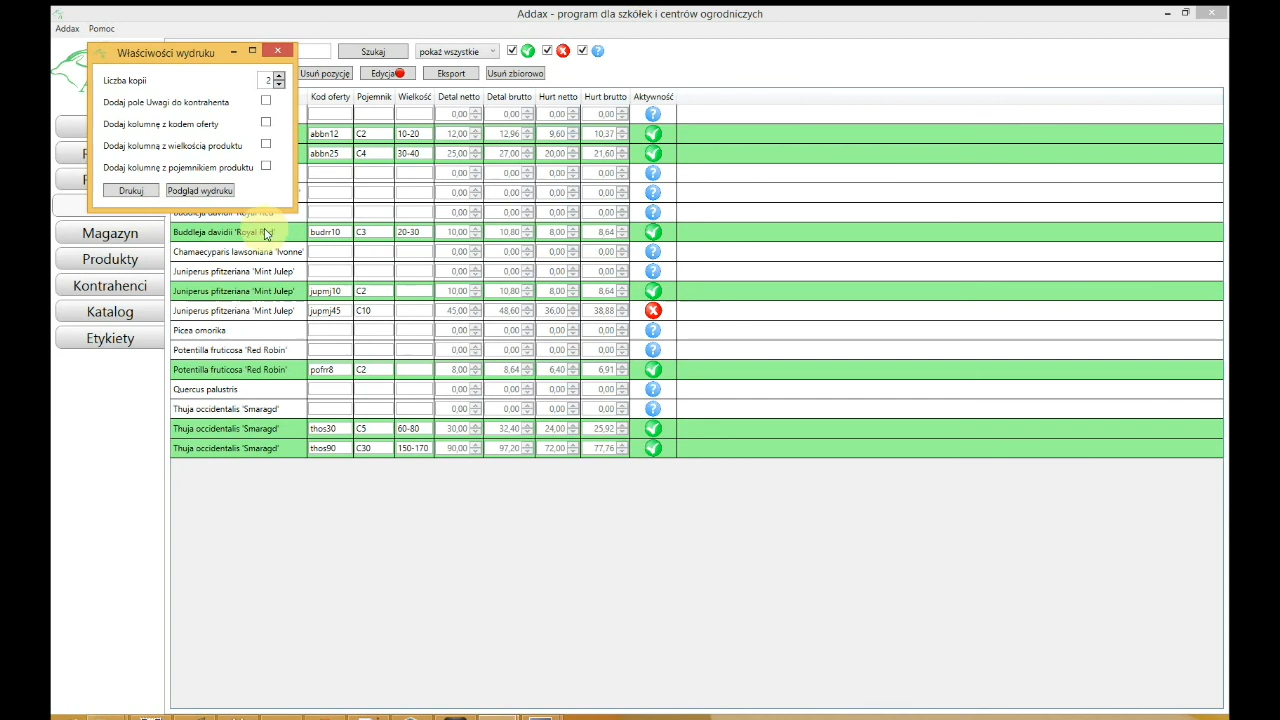 Addax - program dla szkółek i centrów ogrodniczych
Addax Pomoc
Właściwości wydruku
Liczba kopii 2
Dodaj pole Uwagi do kontrahenta
Dodaj kolumnę z kodem oferty
Dodaj kolumną z wielkością produktu
Dodaj kolumnę z pojemnikiem produktu
Drukuj Podgląd wydruku
Szukaj pokaż wszystkie
Usuń pozycję Edycja Eksport Usuń zbiorowo
Kod oferty Pojemnik Wielkość Detal netto Detal brutto Hurt netto Hurt brutto Aktywność
0,00 0,00 0,00 0,00
abbn12 C2 10-20 12,00 12,96 9,60 10,37
abbn25 C4 30-40 25,00 27,00 20,00 21,60
0,00 0,00 0,00 0,00
0,00 0,00 0,00 0,00
Buddleja davidii 'Royal Red' 0,00 0,00 0,00 0,00
Buddleja davidii 'Royal Red' budrr10 C3 20-30 10,00 10,80 8,00 8,64
Chamaecyparis lawsoniana 'Ivonne' 0,00 0,00 0,00 0,00
Juniperus pfitzeriana 'Mint Julep' 0,00 0,00 0,00 0,00
Juniperus pfitzeriana 'Mint Julep' jupmj10 C2 10,00 10,80 8,00 8,64
Juniperus pfitzeriana 'Mint Julep' jupmj45 C10 45,00 48,60 36,00 38,88
Picea omorika 0,00 0,00 0,00 0,00
Potentilla fruticosa 'Red Robin' 0,00 0,00 0,00 0,00
Potentilla fruticosa 'Red Robin' pofrr8 C2 8,00 8,64 6,40 6,91
Quercus palustris 0,00 0,00 0,00 0,00
Thuja occidentalis 'Smaragd' 0,00 0,00 0,00 0,00
Thuja occidentalis 'Smaragd' thos30 C5 60-80 30,00 32,40 24,00 25,92
Thuja occidentalis 'Smaragd' thos90 C30 150-170 90,00 97,20 72,00 77,76
Magazyn
Produkty
Kontrahenci
Katalog
Etykiety